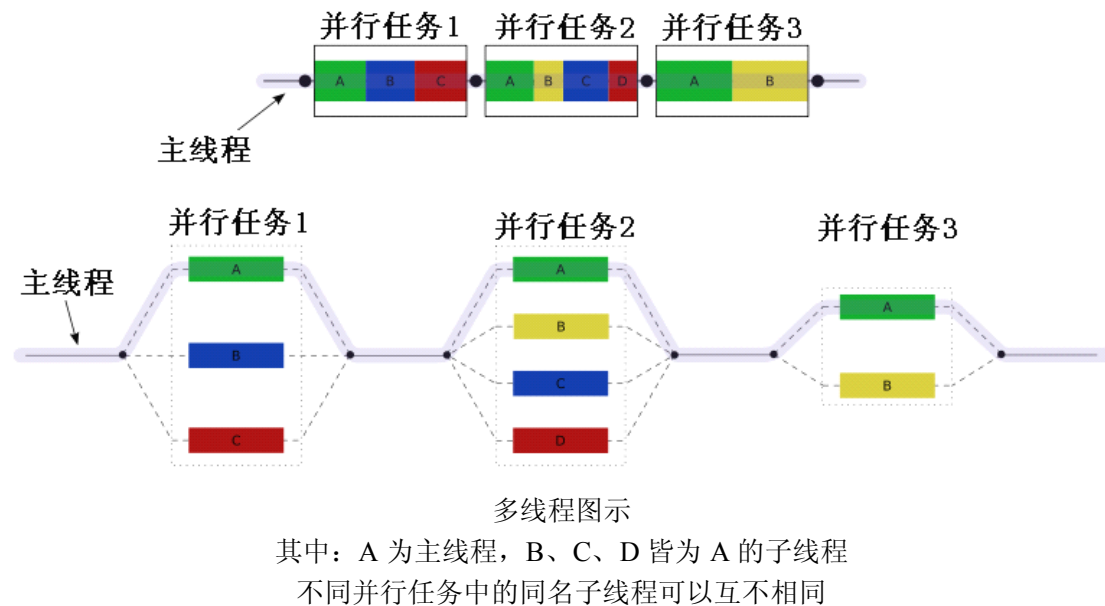 并行任务1 并行任务2 并行任务3
A B C A B C D A B
主线程
并行任务1 并行任务2 并行任务3
主线程
A A A
B B B
C C
D
多线程图示
其中：A 为主线程，B、C、D 皆为 A 的子线程
不同并行任务中的同名子线程可以互不相同